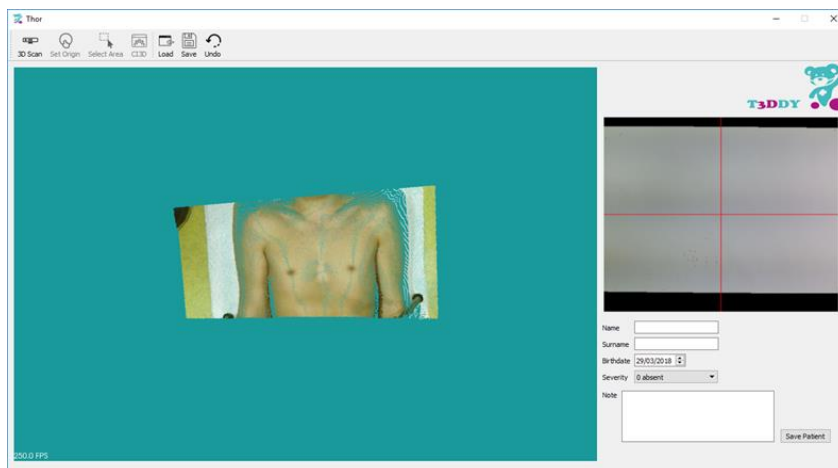 Thor
3D Scan Set Origin Select Area CI3D Load Save Undo
T3DDY
Name
Surname
Birthdate 29/03/2018
Severity 0 absent
Note
Save Patient
250.0 FPS